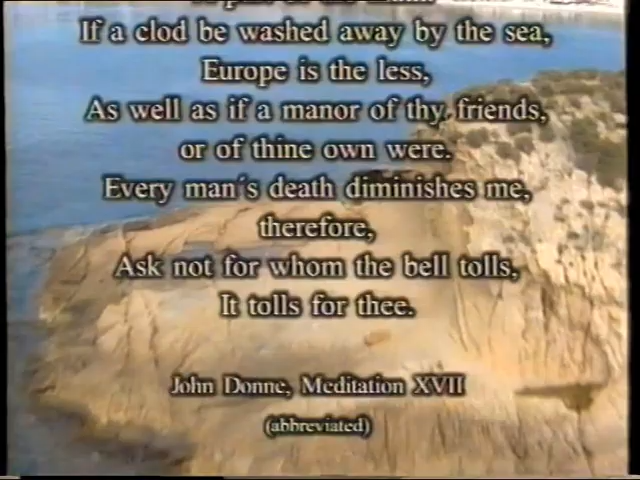 If a clod be washed away by the sea,
Europe is the less,
As well as if a manor of thy friends,
or of thine own were.
Every man's death diminishes me,
therefore,
Ask not for whom the bell tolls,
It tolls for thee.
John Donne, Meditation XVII
(abbreviated)